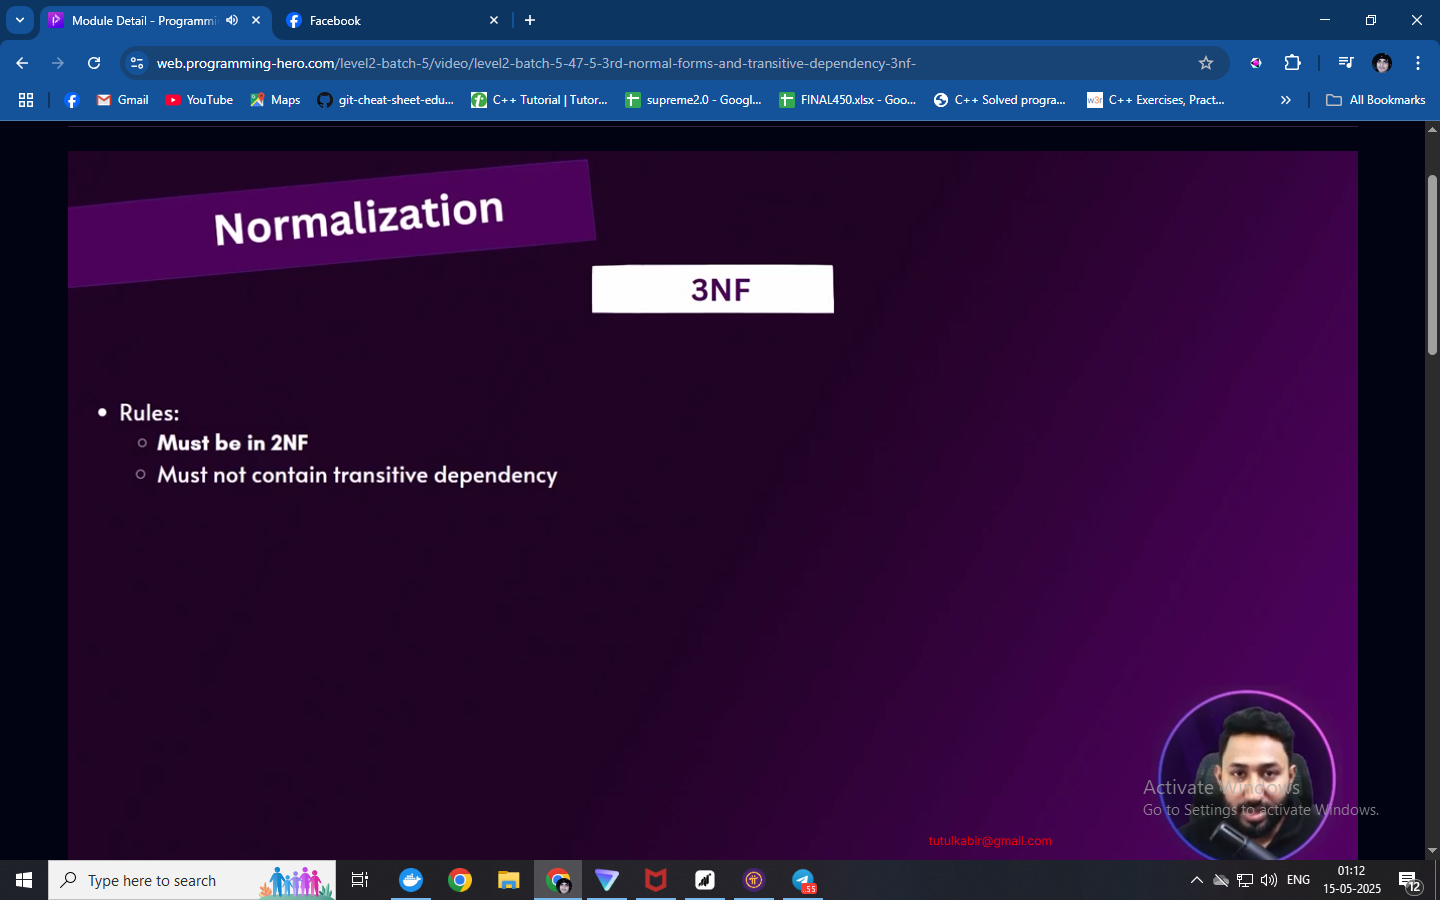 Module Detail - Programmi
Facebook
web.programming-hero.com/level2-batch-5/video/level2-batch-5-47-5-3rd-normal-forms-and-transitive-dependency-3nf-
Gmail
YouTube
Maps
git-cheat-sheet-edu...
C++ Tutorial | Tutor...
supreme2.0 - Googl...
FINAL450.xlsx - Goo...
C++ Solved progra...
w3r
C++ Exercises, Pract...
All Bookmarks
Normalization
3NF
Rules:
Must be in 2NF
Must not contain transitive dependency
Activate Windows
Go to Settings to activate Windows.
tutulkabir@gmail.com
Type here to search
.55
ENG
01:12
15-05-2025
12